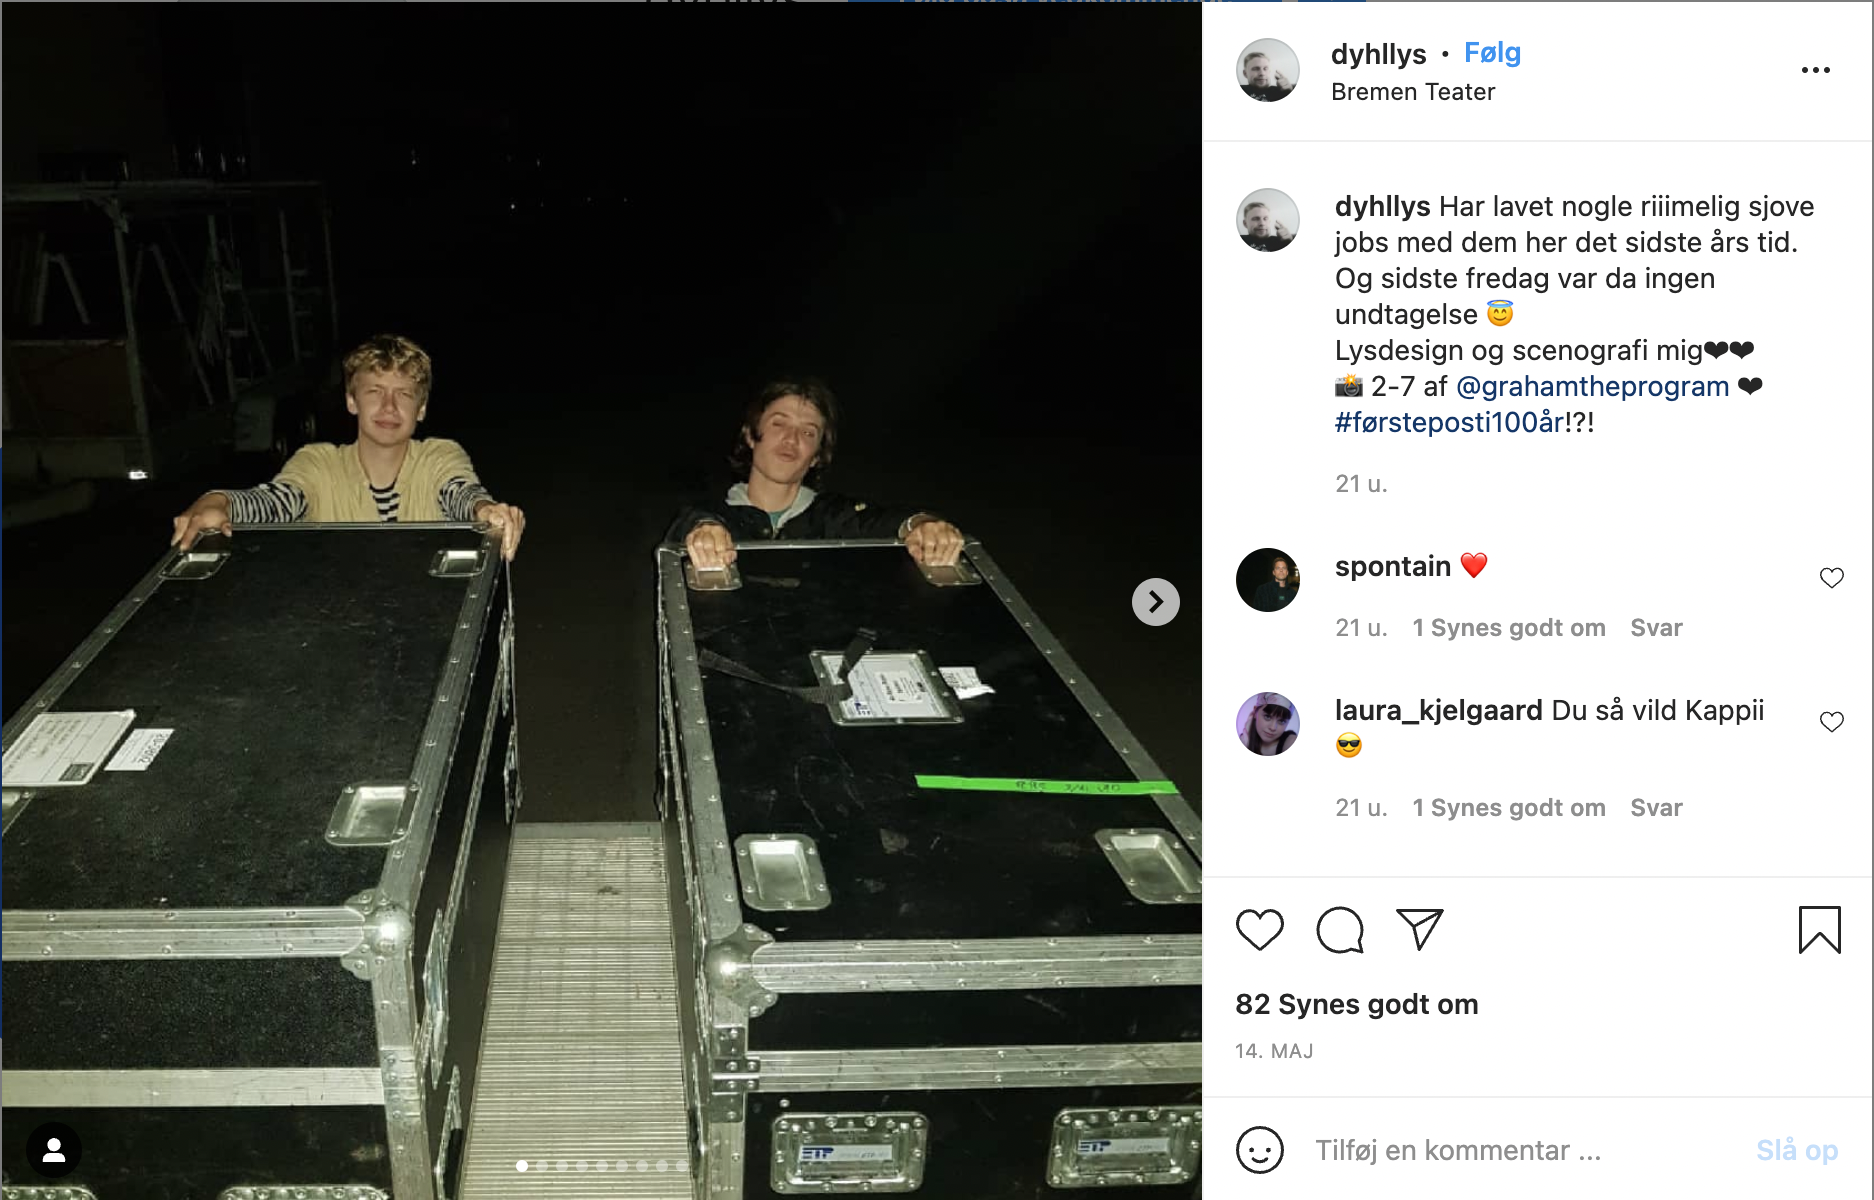 dyhllys • Følg
Bremen Teater
dyhllys Har lavet nogle riiimelig sjove
jobs med dem her det sidste års tid.
Og sidste fredag var da ingen
undtagelse 😇
Lysdesign og scenografi mig❤❤
📸 2-7 af @grahamtheprogram ❤
#førsteposti100år!?!
21 u.
spontain ❤️
21 u. 1 Synes godt om Svar
laura_kjelgaard Du så vild Kappii
😎
21 u. 1 Synes godt om Svar
82 Synes godt om
14. MAJ
Tilføj en kommentar ... Slå op
ETP